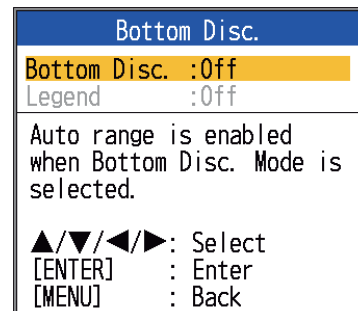 Bottom Disc.
Bottom Disc. :Off
Legend :Off
Auto range is enabled
when Bottom Disc. Mode is
selected.
▲/▼/◀/▶: Select
[ENTER] : Enter
[MENU] : Back